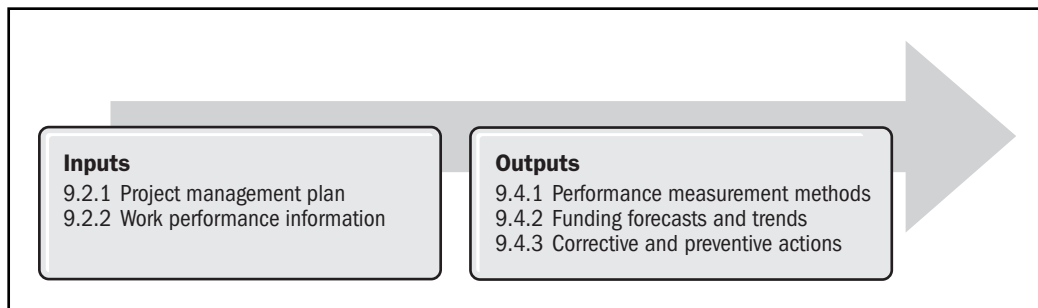 Inputs
9.2.1 Project management plan
9.2.2 Work performance information
Outputs
9.4.1 Performance measurement methods
9.4.2 Funding forecasts and trends
9.4.3 Corrective and preventive actions